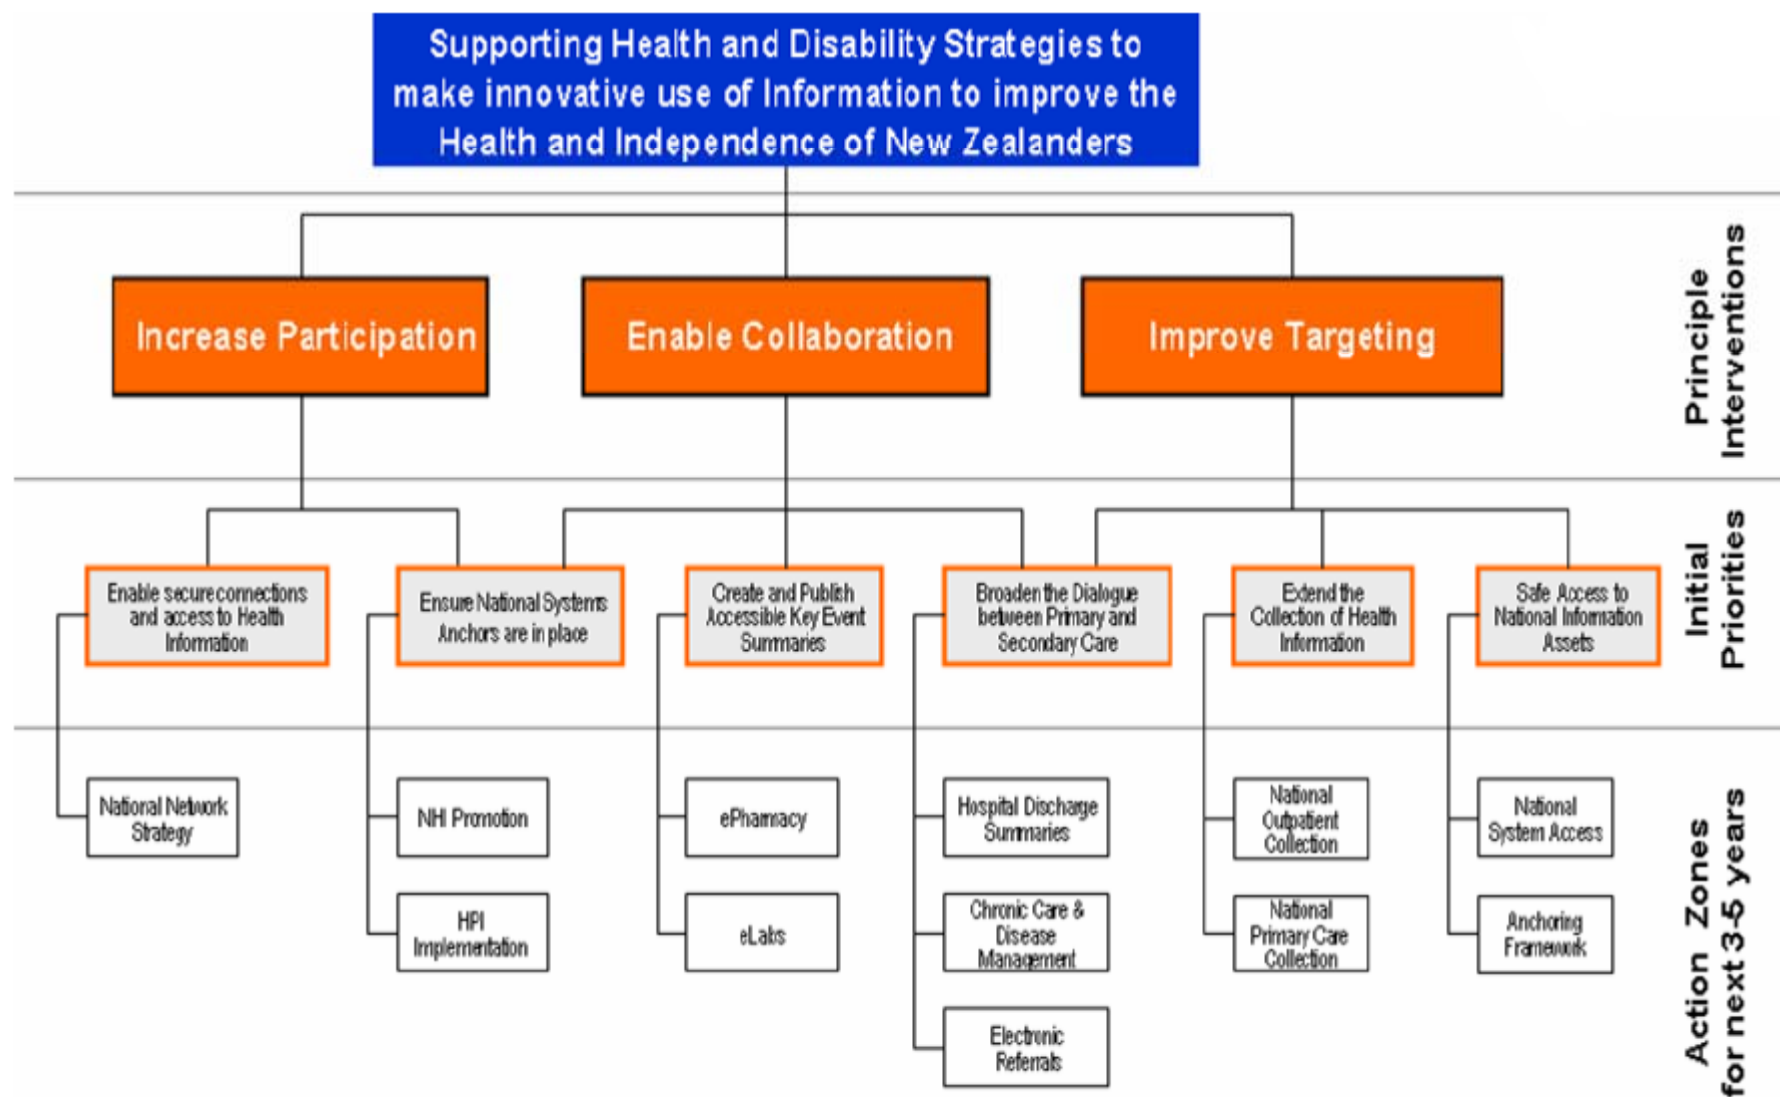 Supporting Health and Disability Strategies to
make innovative use of Information to improve the
Health and Independence of New Zealanders
Increase Participation
Enable Collaboration
Improve Targeting
Principle
Interventions
Enable secure connections
and access to Health
Information
Ensure National Systems
Anchors are in place
Create and Publish
Accessible Key Event
Summaries
Broaden the Dialogue
between Primary and
Secondary Care
Extend the
Collection of Health
Information
Safe Access to
National Information
Assets
Initial
Priorities
National Network
Strategy
NHI Promotion
HPI
Implementation
ePharmacy
eLabs
Hospital Discharge
Summaries
Chronic Care &
Disease
Management
Electronic
Referrals
National
Outpatient
Collection
National
Primary Care
Collection
National
System Access
Anchoring
Framework
Action Zones
for next 3-5 years